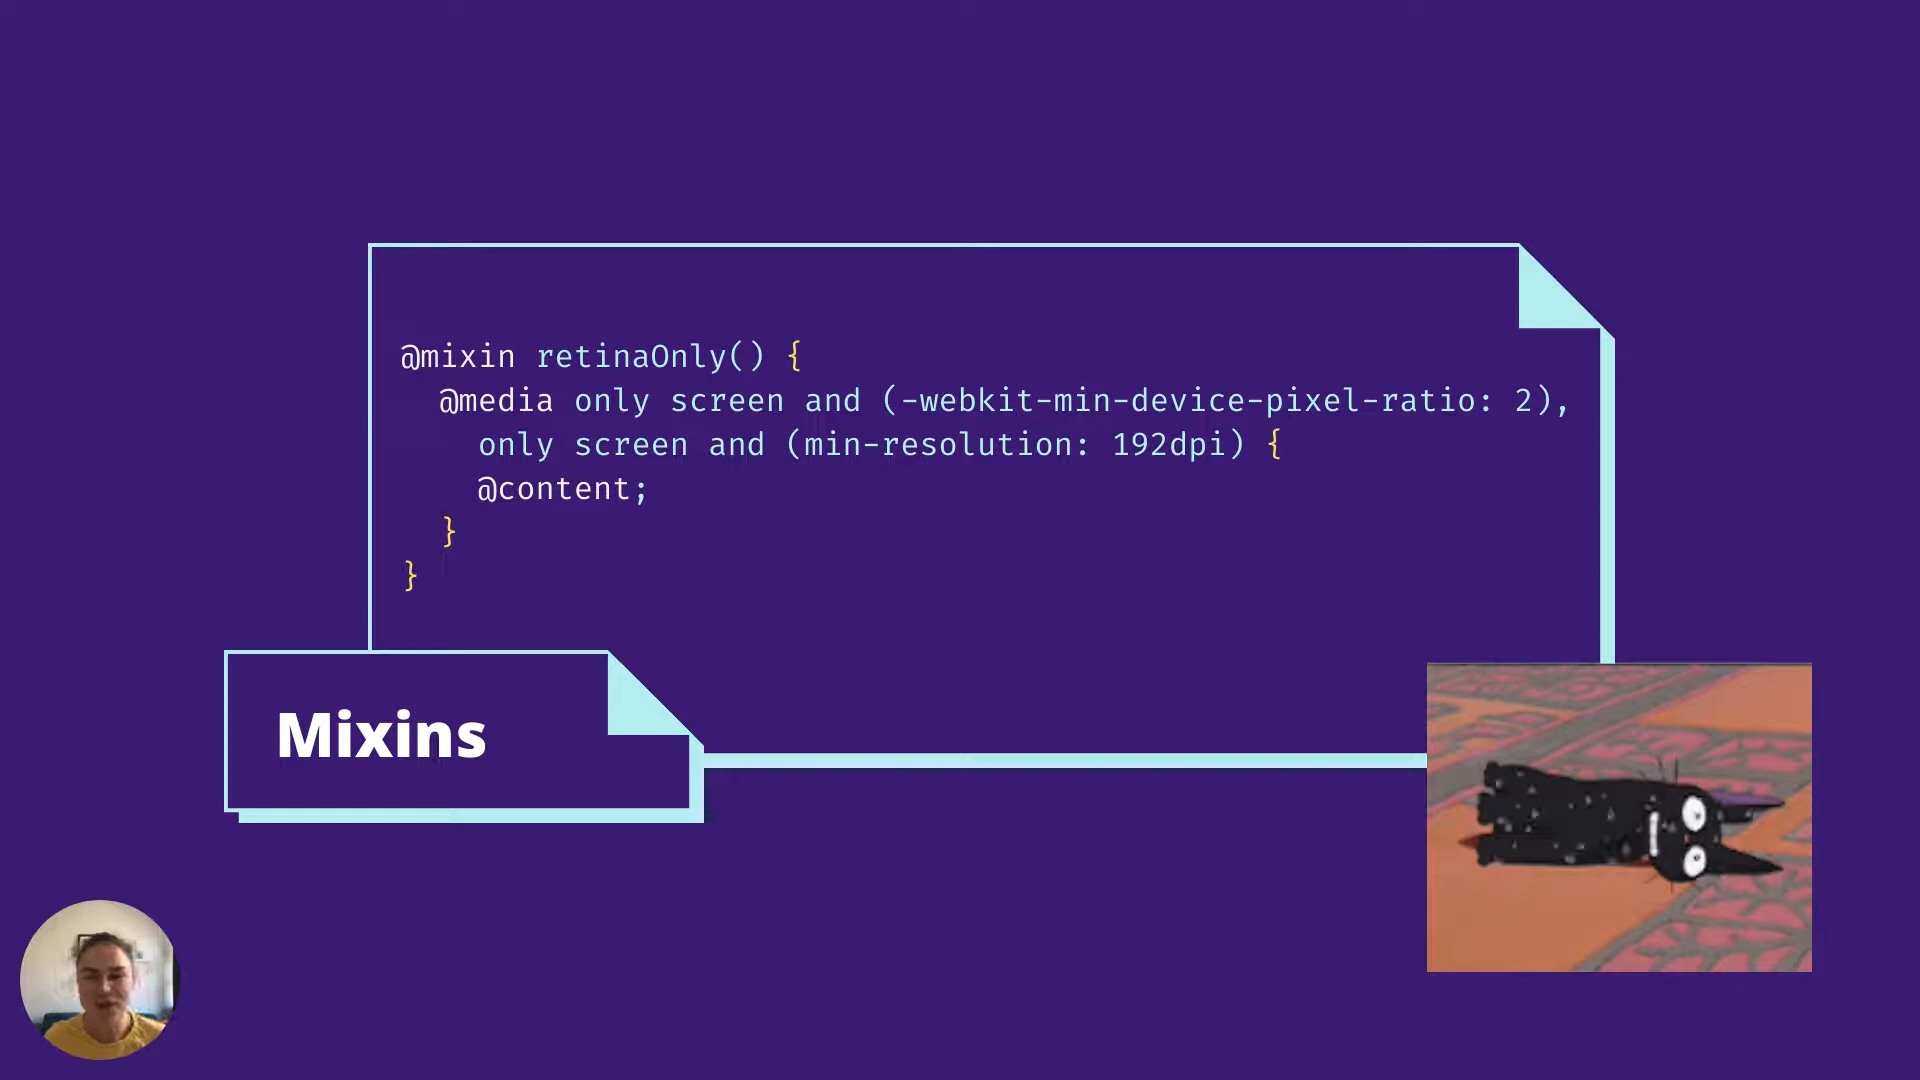 @mixin retinaOnly() {
@media only screen and (-webkit-min-device-pixel-ratio: 2),
only screen and (min-resolution: 192dpi) {
@content;
}
}
Mixins